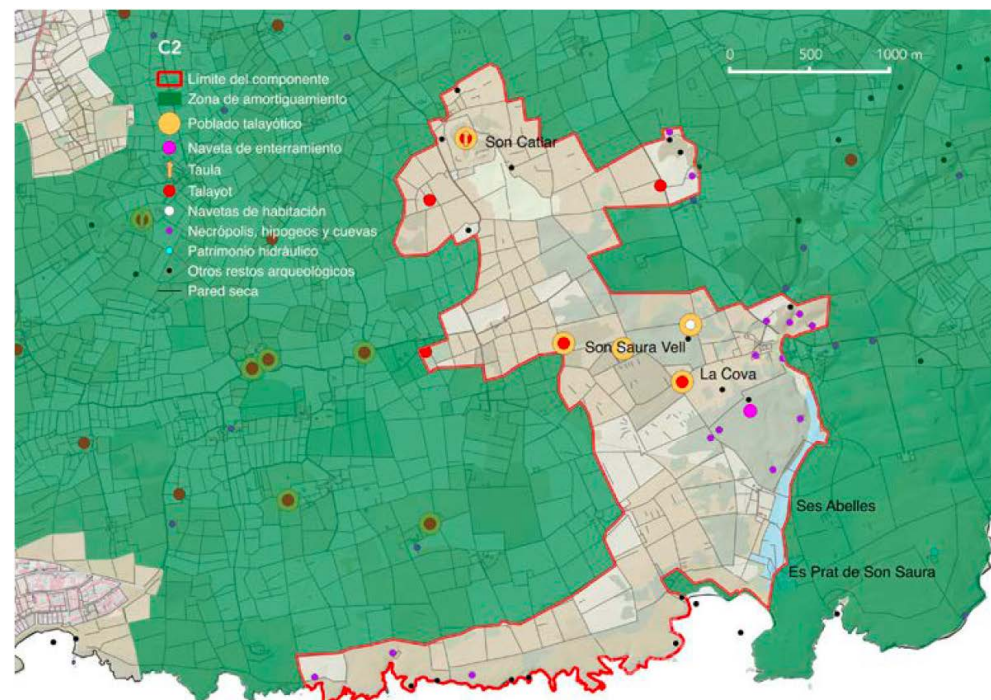 C2
Límite del componente
Zona de amortiguamiento
Poblado talayótico
Naveta de enterramiento
Taula
Talayot
Navetas de habitación
Necrópolis, hipogeos y cuevas
Patrimonio hidráulico
Otros restos arqueológicos
Pared seca
0 500 1000 m
Son Catlar
Son Saura Vell
La Cova
Ses Abelles
Es Prat de Son Saura